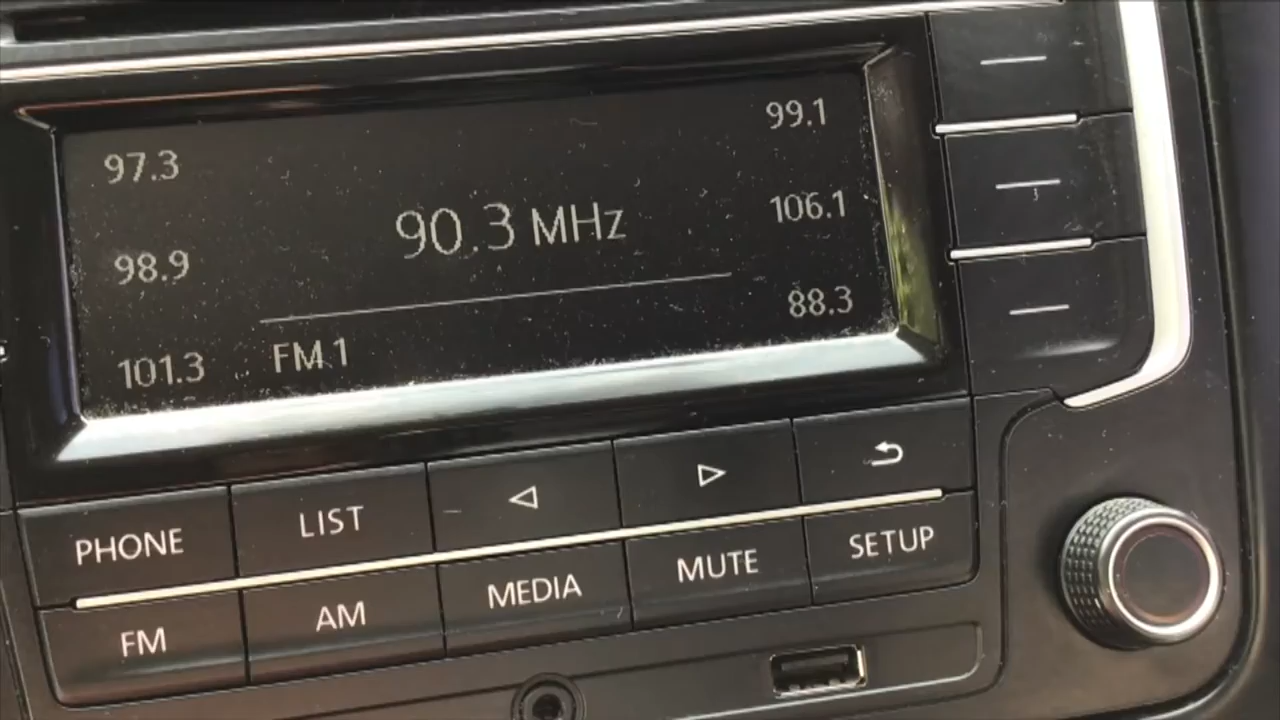 97.3
99.1
90.3 MHz
98.9
106.1
101.3
88.3
FM 1
PHONE
LIST
FM
AM
MEDIA
MUTE
SETUP